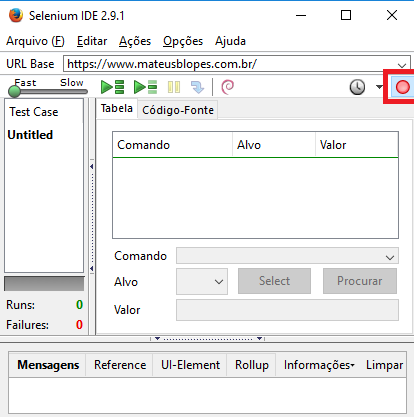 Selenium IDE 2.9.1
Arquivo (F) Editar Ações Opções Ajuda
URL Base https://www.mateusblopes.com.br/
Fast Slow
Test Case
Untitled
Runs: 0
Failures: 0
Tabela Código-Fonte
Comando Alvo Valor
Comando
Alvo Select Procurar
Valor
Mensagens Reference UI-Element Rollup Informações Limpar